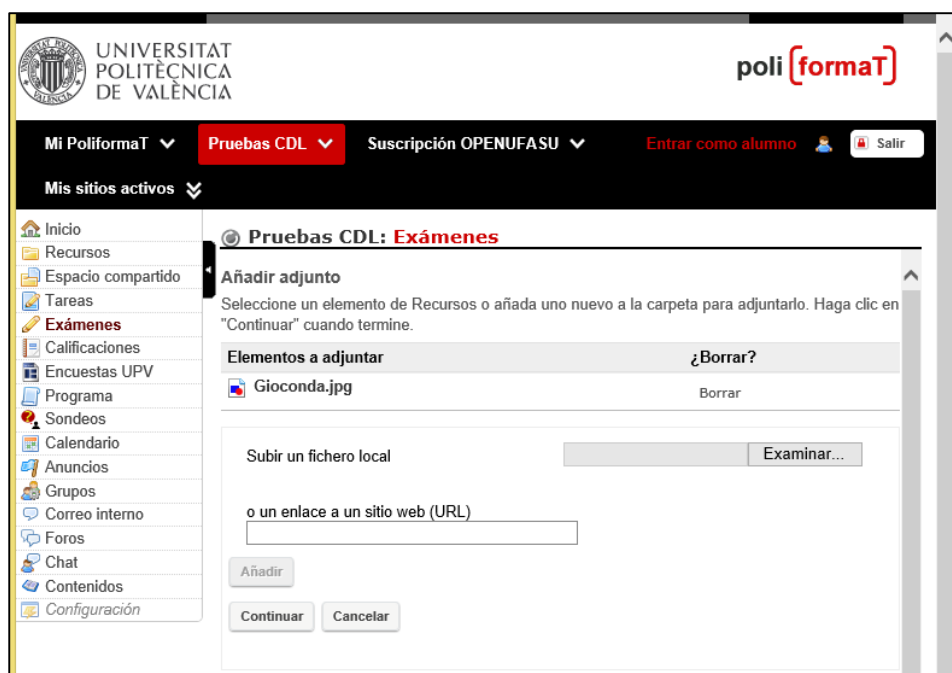 UNIVERSITAT
POLITÈCNICA
DE VALÈNCIA
poli [formaT]
Mi PoliformaT Pruebas CDL Suscripción OPENUFASU Entrar como alumno Salir
Mis sitios activos
Inicio
Recursos
Espacio compartido
Tareas
Exámenes
Calificaciones
Encuestas UPV
Programa
Sondeos
Calendario
Anuncios
Grupos
Correo interno
Foros
Chat
Contenidos
Configuración
Pruebas CDL: Exámenes
Añadir adjunto
Seleccione un elemento de Recursos o añada uno nuevo a la carpeta para adjuntarlo. Haga clic en
"Continuar" cuando termine.
Elementos a adjuntar ¿Borrar?
Gioconda.jpg Borrar
Subir un fichero local Examinar...
o un enlace a un sitio web (URL)
Añadir
Continuar Cancelar